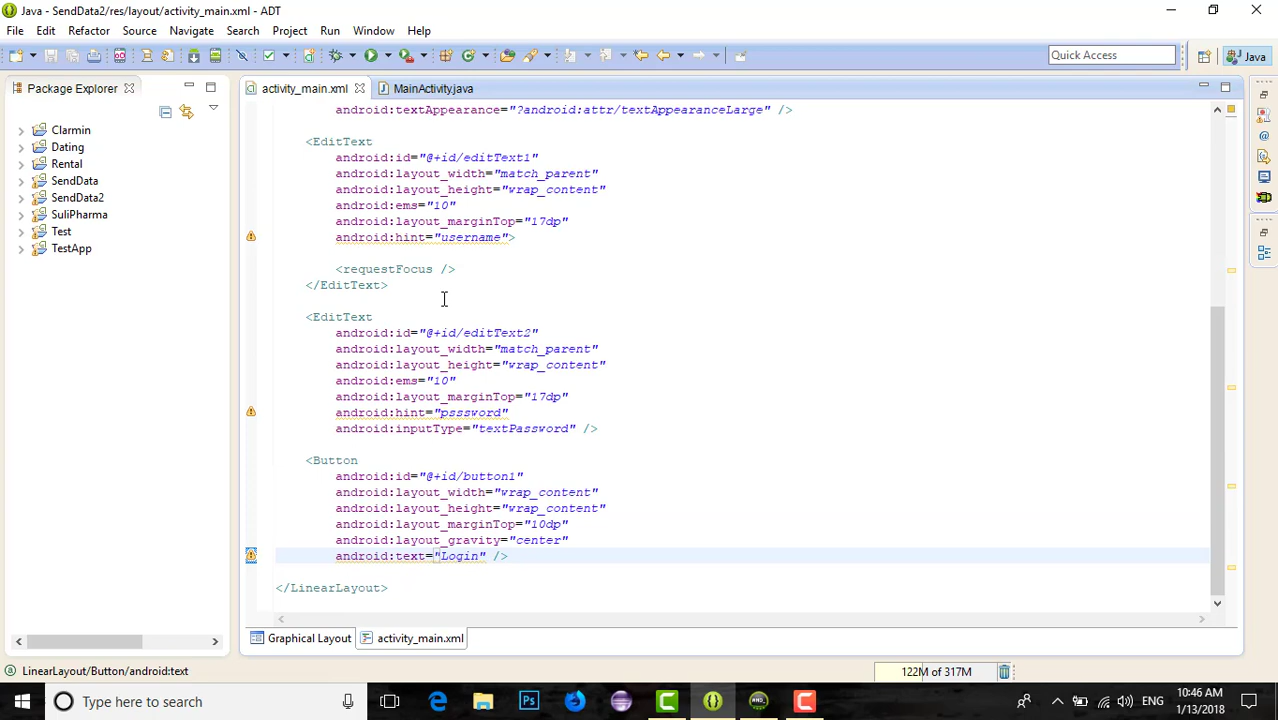 Java - SendData2/res/layout/activity_main.xml - ADT
File Edit Refactor Source Navigate Search Project Run Window Help
Quick Access
Java
Package Explorer
activity_main.xml
MainActivity.java
Clarmin
Dating
Rental
SendData
SendData2
SuliPharma
Test
TestApp
android:textAppearance="?android:attr/textAppearanceLarge" />
<EditText
android:id="@+id/editText1"
android:layout_width="match_parent"
android:layout_height="wrap_content"
android:ems="10"
android:layout_marginTop="17dp"
android:hint="username">
<requestFocus />
</EditText>
<EditText
android:id="@+id/editText2"
android:layout_width="match_parent"
android:layout_height="wrap_content"
android:ems="10"
android:layout_marginTop="17dp"
android:hint="psssword"
android:inputType="textPassword" />
<Button
android:id="@+id/button1"
android:layout_width="wrap_content"
android:layout_height="wrap_content"
android:layout_marginTop="10dp"
android:layout_gravity="center"
android:text="Login" />
</LinearLayout>
Graphical Layout
activity_main.xml
LinearLayout/Button/android:text
122M of 317M
Type here to search
ENG
10:46 AM
1/13/2018